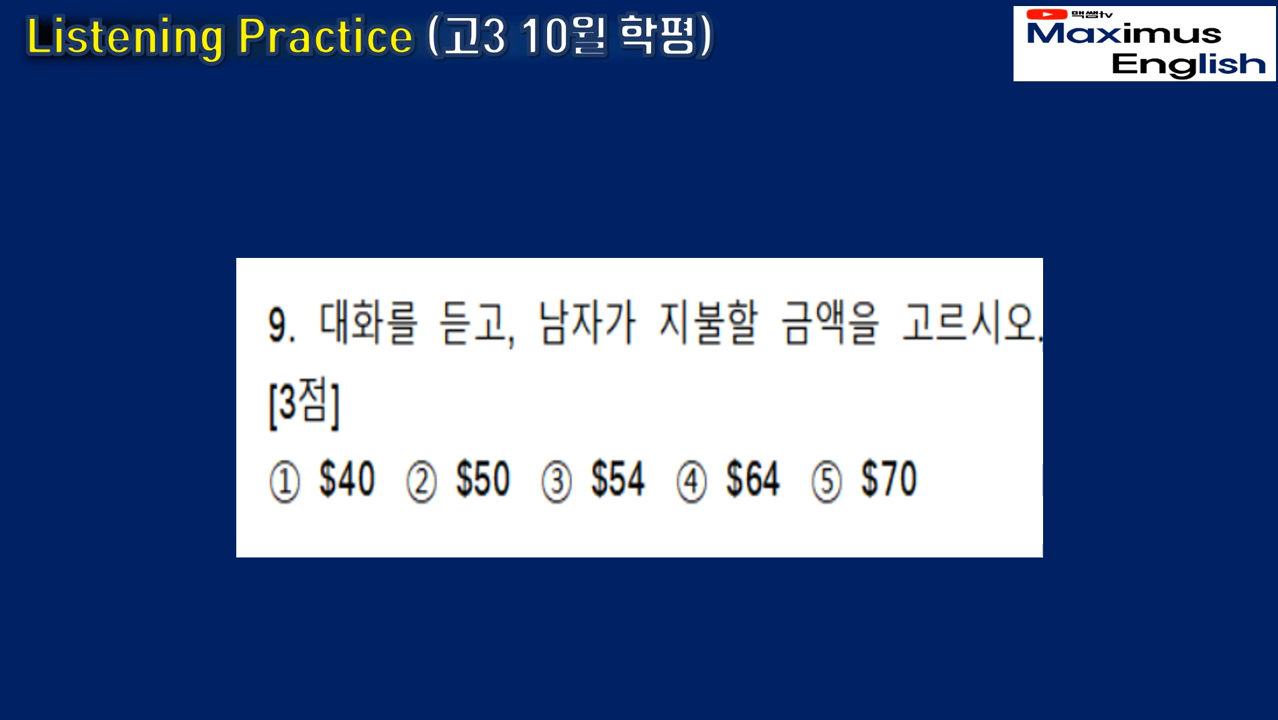 Listening Practice (고3 10월 학평)
맥쌤tv
Maximus
English
9. 대화를 듣고, 남자가 지불할 금액을 고르시오.
[3점]
① $40 ② $50 ③ $54 ④ $64 ⑤ $70